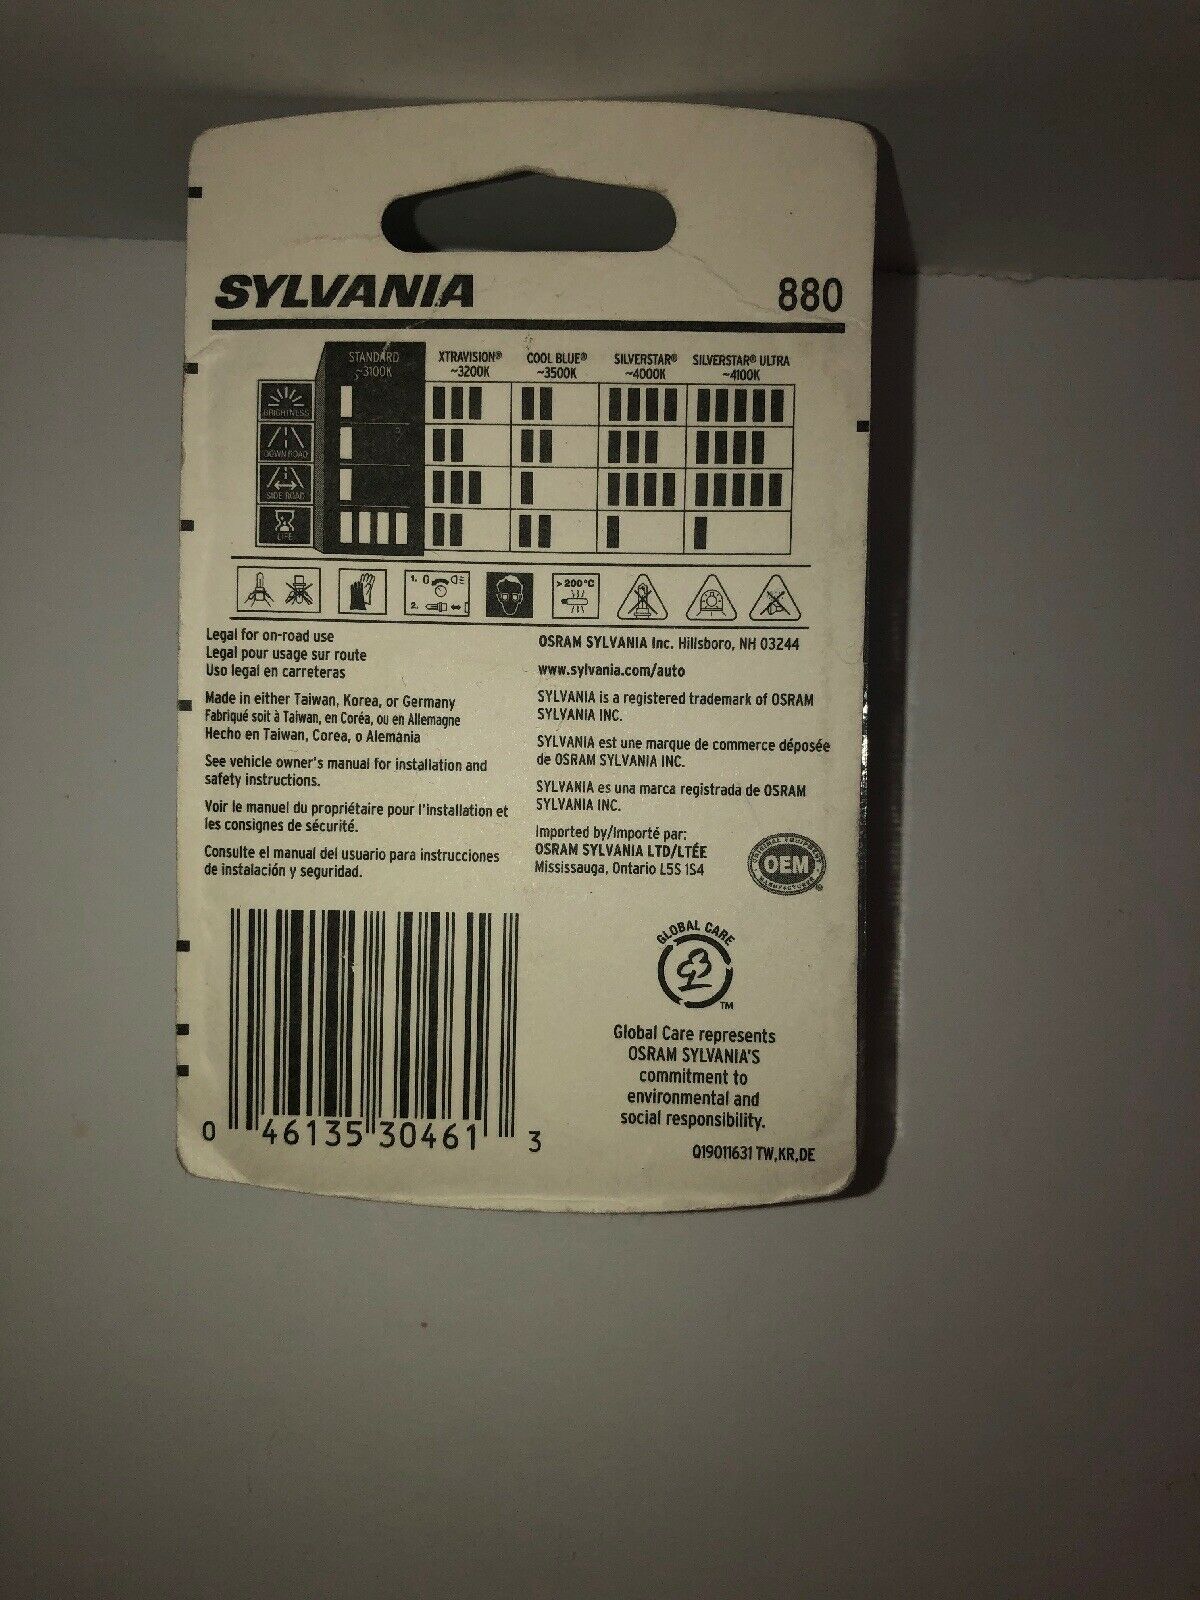 SYLVANIA 880
STANDARD ~3100K
XTRAVISION® ~3200K
COOL BLUE® ~3500K
SILVERSTAR® ~4000K
SILVERSTAR® ULTRA ~4100K
BRIGHTNESS
DOWN ROAD
SIDE ROAD
LIFE
1. 0
2.
>200°C
Legal for on-road use
Legal pour usage sur route
Uso legal en carreteras
Made in either Taiwan, Korea, or Germany
Fabriqué soit à Taiwan, en Coréa, ou en Allemagne
Hecho en Taiwan, Corea, o Alemania
See vehicle owner's manual for installation and
safety instructions.
Voir le manuel du propriétaire pour l'installation et
les consignes de sécurité.
Consulte el manual del usuario para instrucciones
de instalación y seguridad.
OSRAM SYLVANIA Inc. Hillsboro, NH 03244
www.sylvania.com/auto
SYLVANIA is a registered trademark of OSRAM
SYLVANIA INC.
SYLVANIA est une marque de commerce déposée
de OSRAM SYLVANIA INC.
SYLVANIA es una marca registrada de OSRAM
SYLVANIA INC.
Imported by/Importé par:
OSRAM SYLVANIA LTD/LTÉE
Mississauga, Ontario L5S 1S4
ORIGINAL EQUIPMENT
OEM
MANUFACTURER
®
GLOBAL CARE
TM
Global Care represents
OSRAM SYLVANIA'S
commitment to
environmental and
social responsibility.
0 46135 30461 3
Q19011631 TW,KR,DE